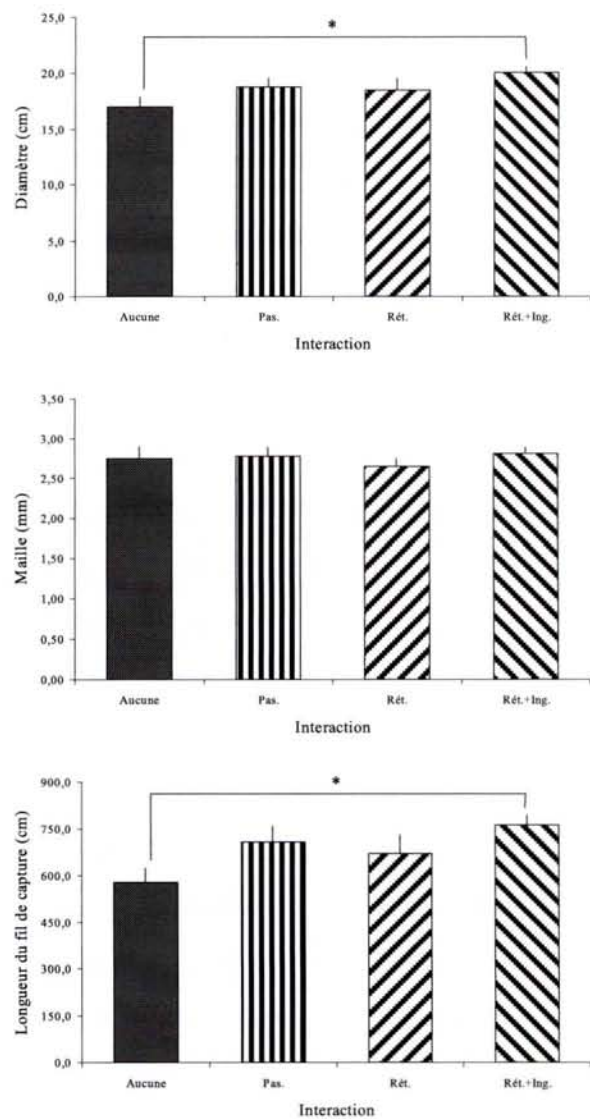 25,0
*
20,0
15,0
10,0
5,0
0,0
Diamètre (cm)
Aucune Pas. Rét. Rét.+Ing.
Interaction
3,50
3,00
2,50
2,00
1,50
1,00
0,50
0,00
Maille (mm)
Aucune Pas. Rét. Rét.+Ing.
Interaction
900,0
*
750,0
600,0
450,0
300,0
150,0
0,0
Longueur du fil de capture (cm)
Aucune Pas. Rét. Rét.+Ing.
Interaction